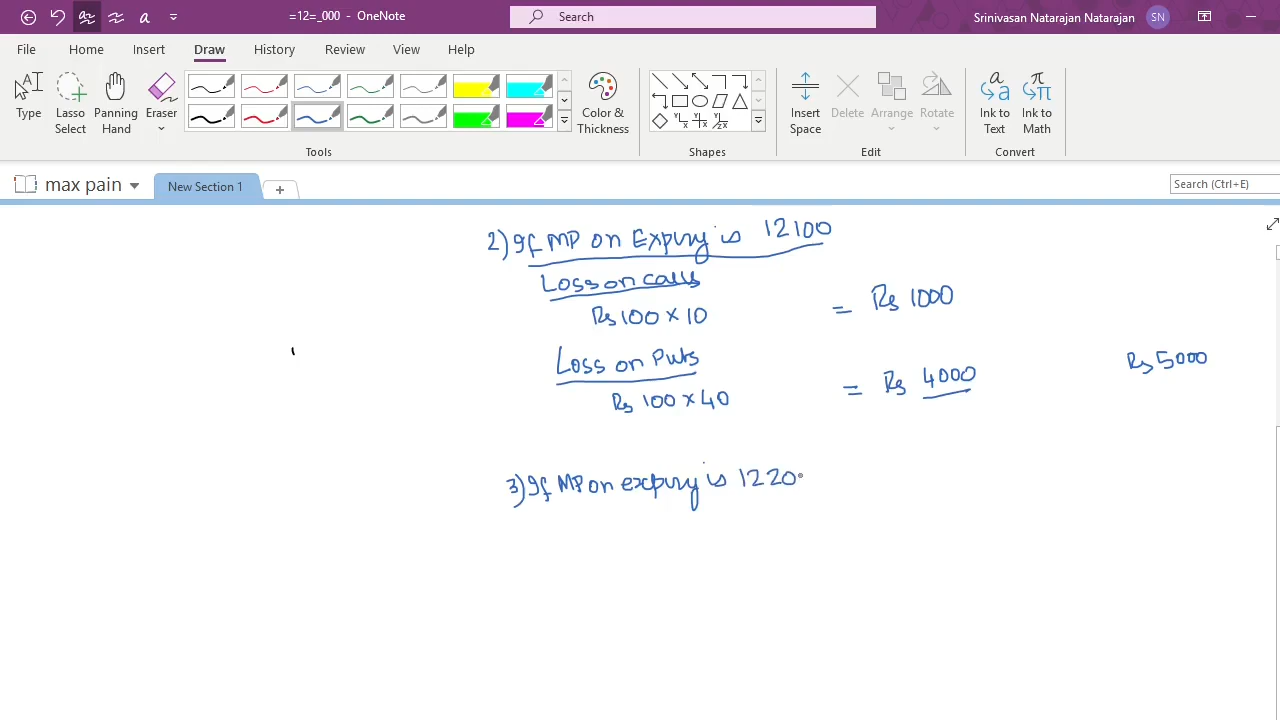 =12=_000 - OneNote
Search
Srinivasan Natarajan Natarajan
SN
File Home Insert Draw History Review View Help
Type
Lasso Select
Panning Hand
Eraser
Color & Thickness
Insert Space
Delete
Arrange
Rotate
Ink to Text
Ink to Math
Tools
Shapes
Edit
Convert
max pain
New Section 1
+
Search (Ctrl+E)
2) If MP on Expiry is 12100
Loss on calls
Rs 100 × 10 = Rs 1000
Loss on Puts
Rs 100 × 40 = Rs 4000
Rs 5000
3) If MP on expiry is 1220